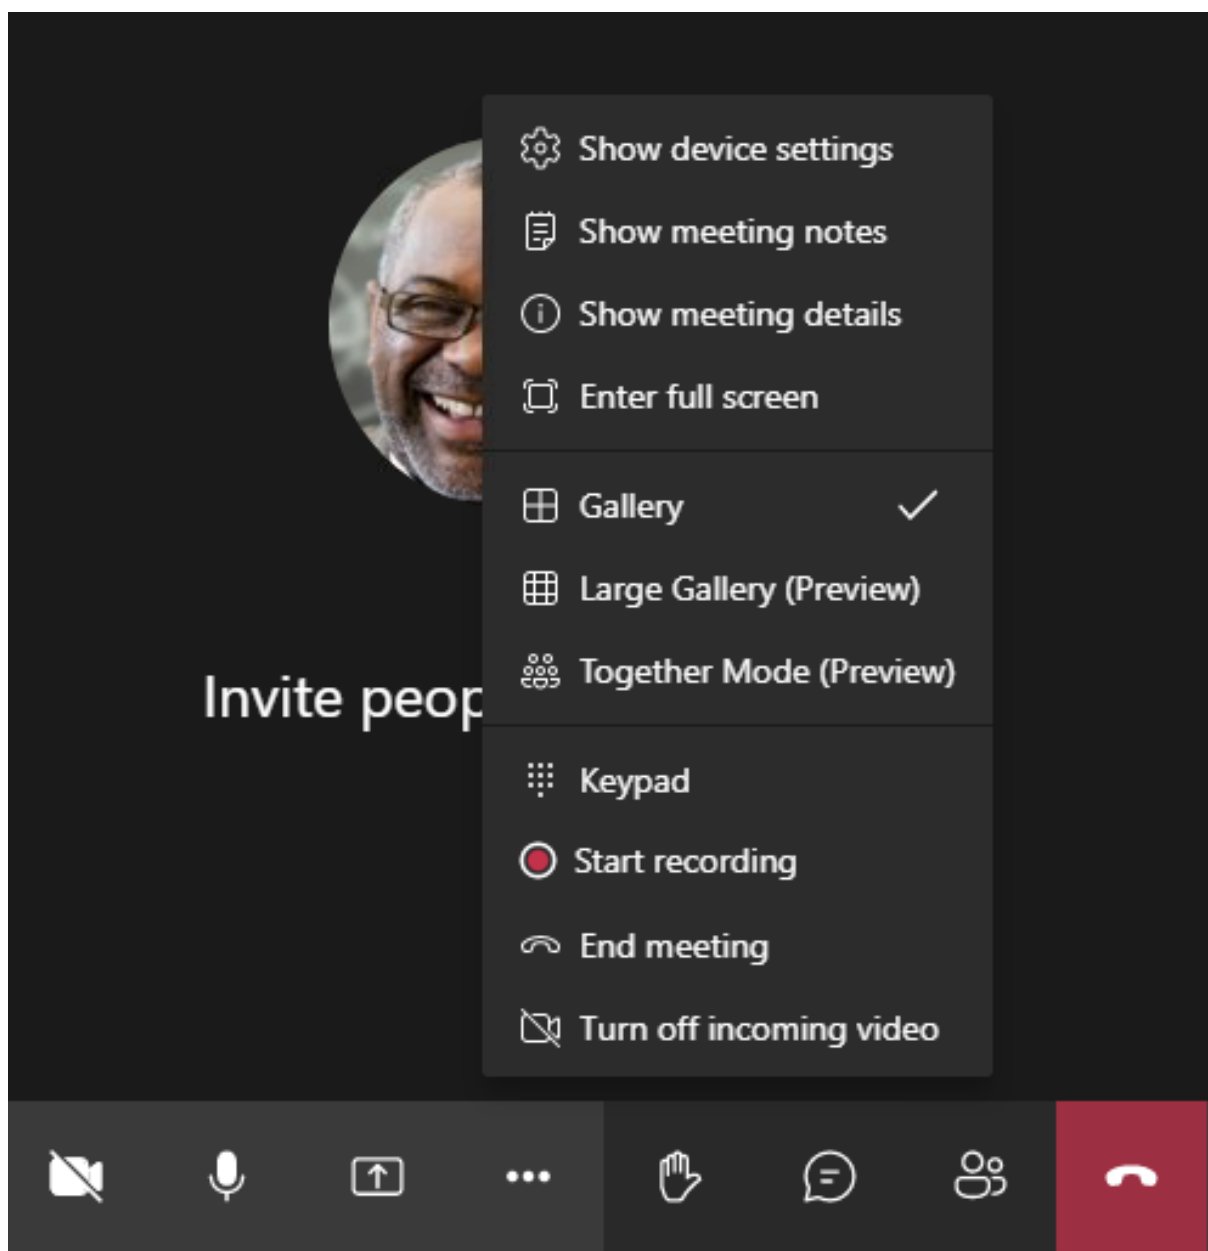 Show device settings
Show meeting notes
Show meeting details
Enter full screen
Gallery
Large Gallery (Preview)
Together Mode (Preview)
Invite peop
Keypad
Start recording
End meeting
Turn off incoming video